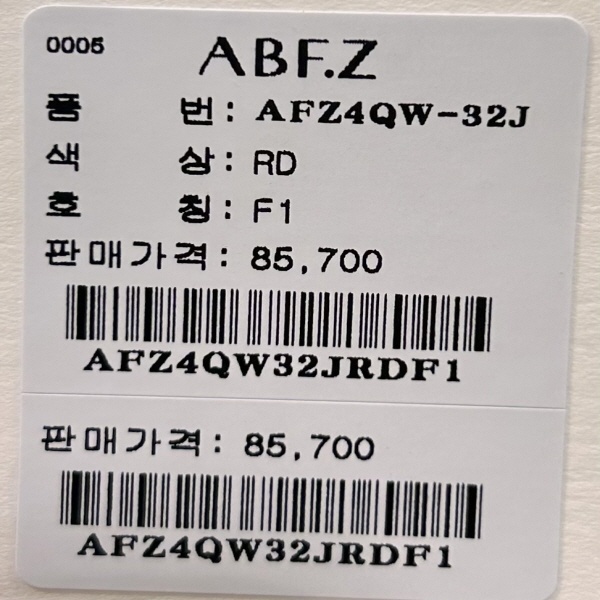 0005
ABF.Z
품 번 : AFZ4QW-32J
색 상 : RD
호 칭 : F1
판매가격 : 85,700
AFZ4QW32JRDF1
판매가격 : 85,700
AFZ4QW32JRDF1